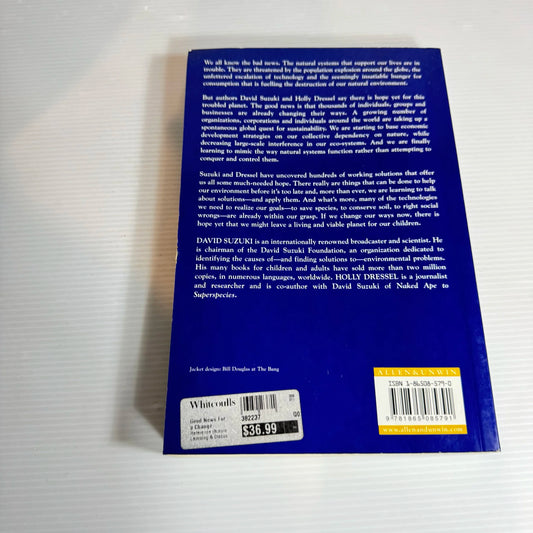 We all know the bad news. The natural systems that support our lives are in
trouble. They are threatened by the population explosion around the globe, the
unfettered escalation of technology and the seemingly insatiable hunger for
consumption that is fuelling the destruction of our natural environment.
But authors David Suzuki and Holly Dressel say there is hope yet for this
troubled planet. The good news is that thousands of individuals, groups and
businesses are already changing their ways. A growing number of
organizations, corporations and individuals around the world are taking up a
spontaneous global quest for sustainability. We are starting to base economic
development strategies on our collective dependency on nature, while
decreasing large-scale interference in our eco-systems. And we are finally
learning to mimic the way natural systems function rather than attempting to
conquer and control them.
Suzuki and Dressel have uncovered hundreds of working solutions that offer
us all some much-needed hope. There really are things that can be done to help
our environment before it's too late and, more than ever, we are learning to talk
about solutions—and apply them. And what's more, many of the technologies
we need to realize our goals—to save species, to conserve soil, to right social
wrongs—are already within our grasp. If we change our ways now, there is
hope yet that we might leave a living and viable planet for our children.
DAVID SUZUKI is an internationally renowned broadcaster and scientist. He
is chairman of the David Suzuki Foundation, an organization dedicated to
identifying the causes of—and finding solutions to—environmental problems.
His many books for children and adults have sold more than two million
copies, in numerous languages, worldwide. HOLLY DRESSEL is a journalist
and researcher and is co-author with David Suzuki of Naked Ape to
Superspecies.
Jacket design: Bill Douglas at The Bang
ALLEN & UNWIN
ISBN 1-86508-579-0
9 781865 085791
www.allenandunwin.com
Whitcoulls
382237
Good News For
a Change
$36.99